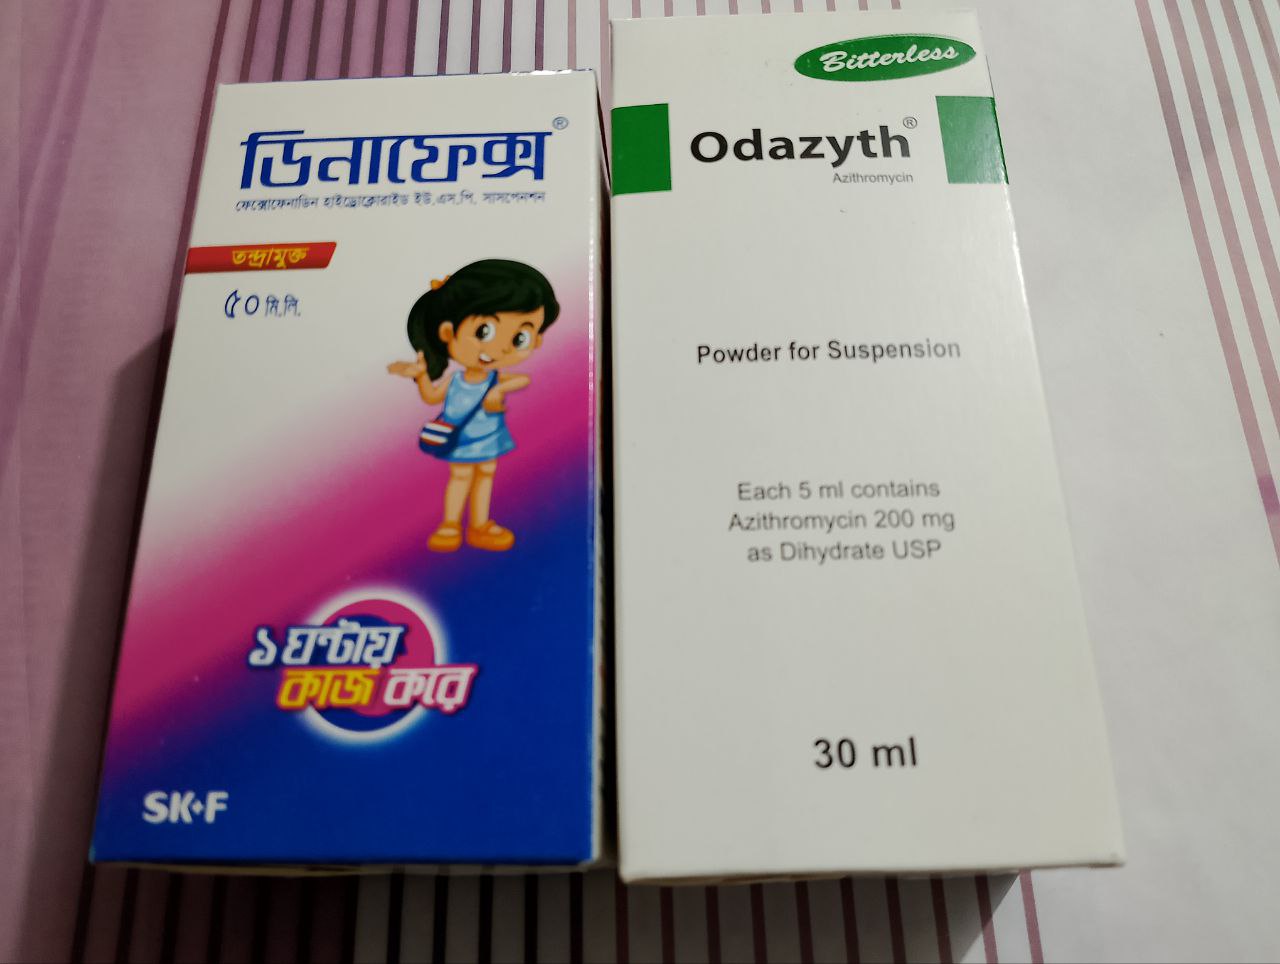 ডিনাফেক্স®
ফেক্সোফেনাডিন হাইড্রোক্লোরাইড ইউ.এস.পি. সাসপেনশন
তন্দ্রামুক্ত
৫০ মি.লি.
১ ঘণ্টায়
কাজ করে
SK+F
Bitterless
Odazyth®
Azithromycin
Powder for Suspension
Each 5 ml contains
Azithromycin 200 mg
as Dihydrate USP
30 ml